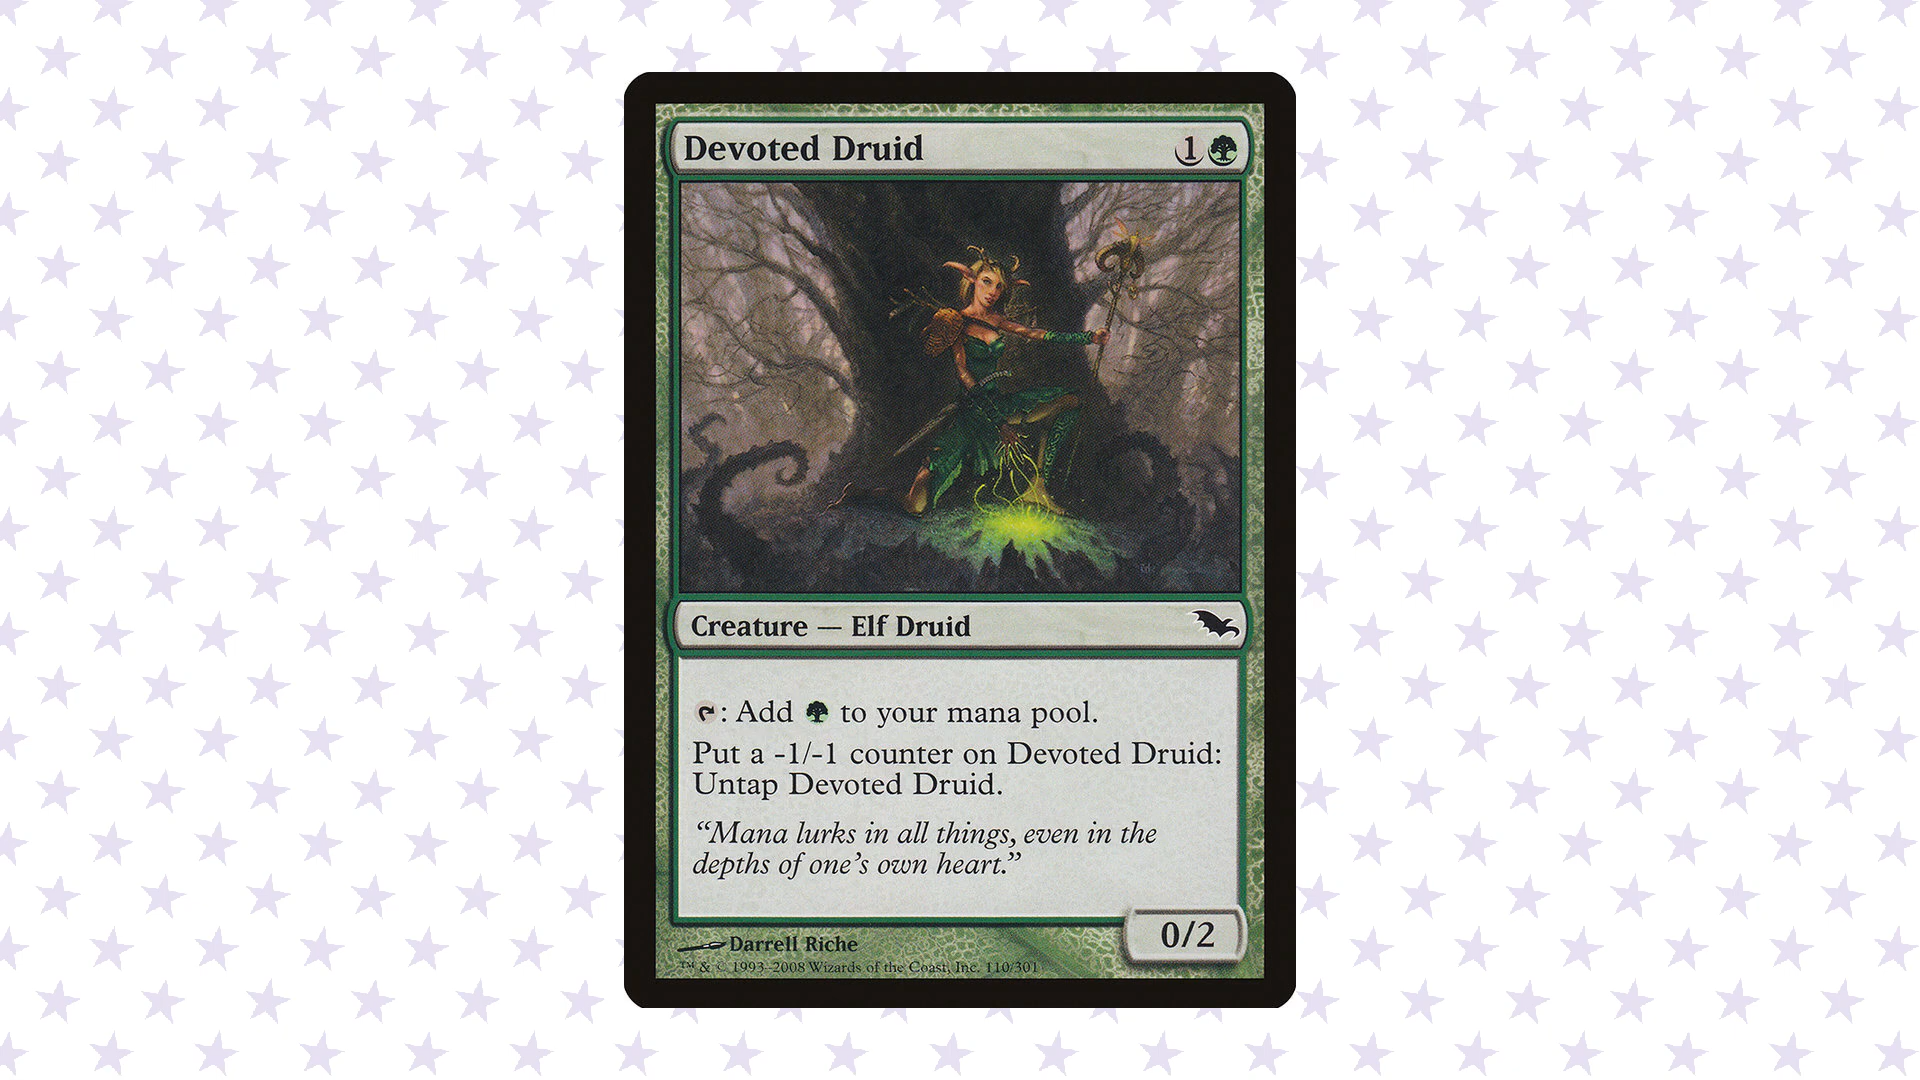 Devoted Druid 1
Creature — Elf Druid
: Add to your mana pool.
Put a -1/-1 counter on Devoted Druid:
Untap Devoted Druid.
“Mana lurks in all things, even in the
depths of one’s own heart.”
0/2
Darrell Riche
™ & © 1993–2008 Wizards of the Coast, Inc. 110/301